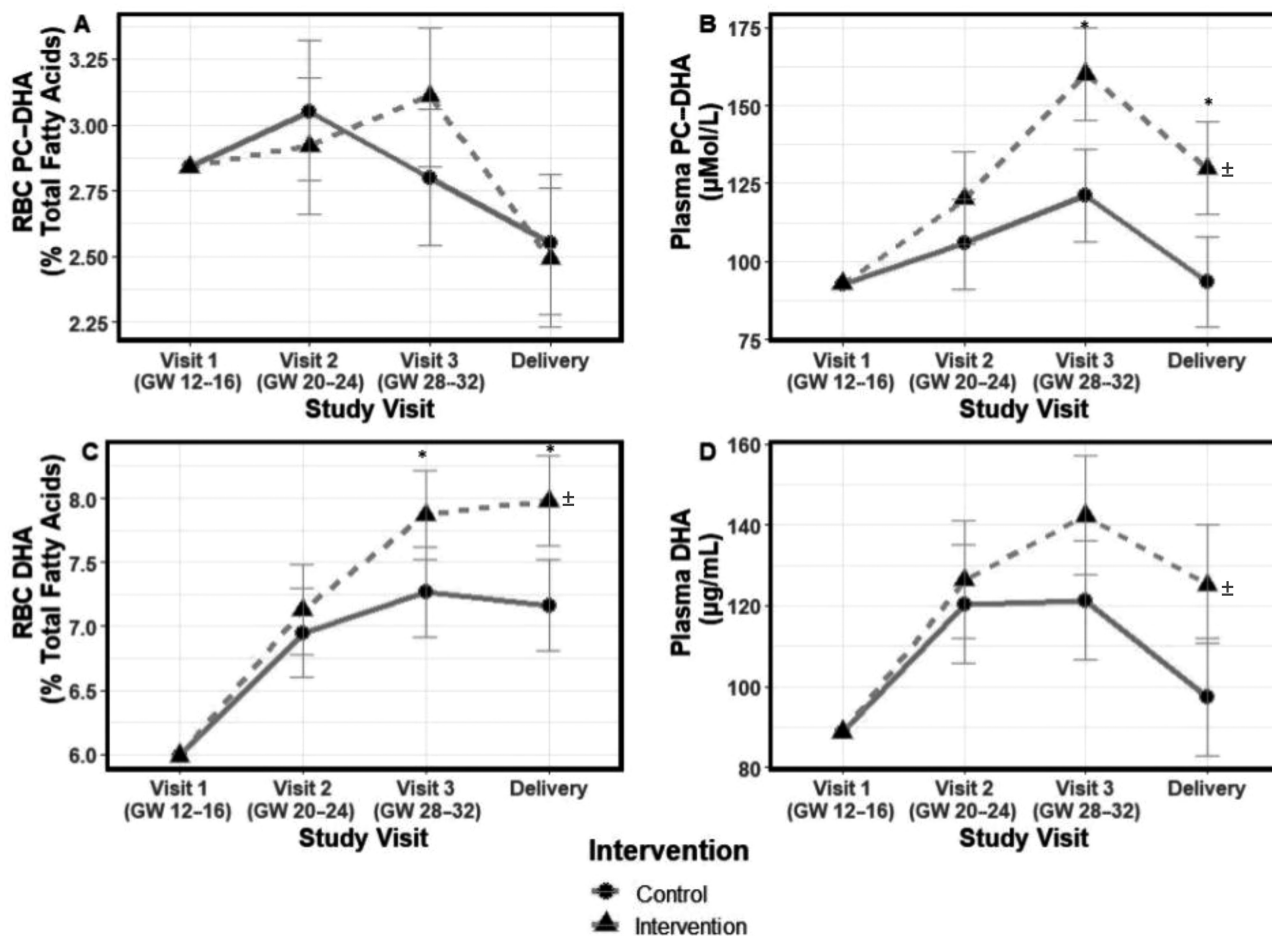 A
RBC PC–DHA
(% Total Fatty Acids)
3.25
3.00
2.75
2.50
2.25
Visit 1
(GW 12–16)
Visit 2
(GW 20–24)
Visit 3
(GW 28–32)
Delivery
Study Visit
B
Plasma PC–DHA
(µMol/L)
175
150
125
100
75
*
*
±
Visit 1
(GW 12–16)
Visit 2
(GW 20–24)
Visit 3
(GW 28–32)
Delivery
Study Visit
C
RBC DHA
(% Total Fatty Acids)
8.0
7.5
7.0
6.5
6.0
*
*
±
Visit 1
(GW 12–16)
Visit 2
(GW 20–24)
Visit 3
(GW 28–32)
Delivery
Study Visit
D
Plasma DHA
(µg/mL)
160
140
120
100
80
±
Visit 1
(GW 12–16)
Visit 2
(GW 20–24)
Visit 3
(GW 28–32)
Delivery
Study Visit
Intervention
Control
Intervention